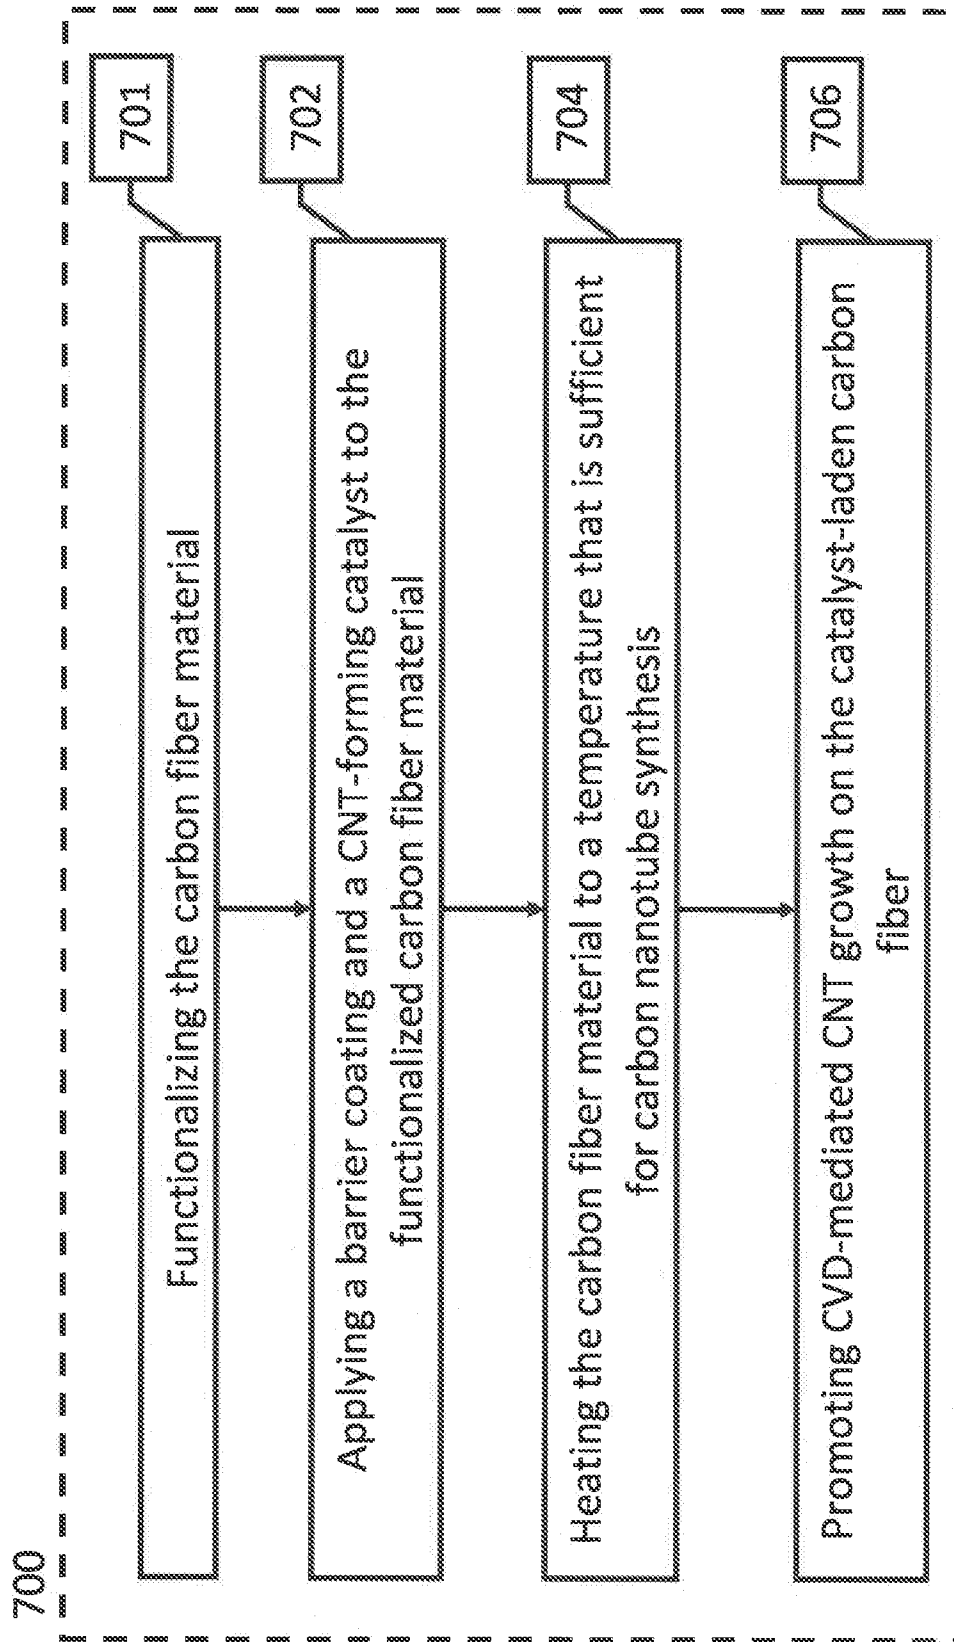 700
701
Functionalizing the carbon fiber material
702
Applying a barrier coating and a CNT-forming catalyst to the
functionalized carbon fiber material
704
Heating the carbon fiber material to a temperature that is sufficient
for carbon nanotube synthesis
706
Promoting CVD-mediated CNT growth on the catalyst-laden carbon
fiber